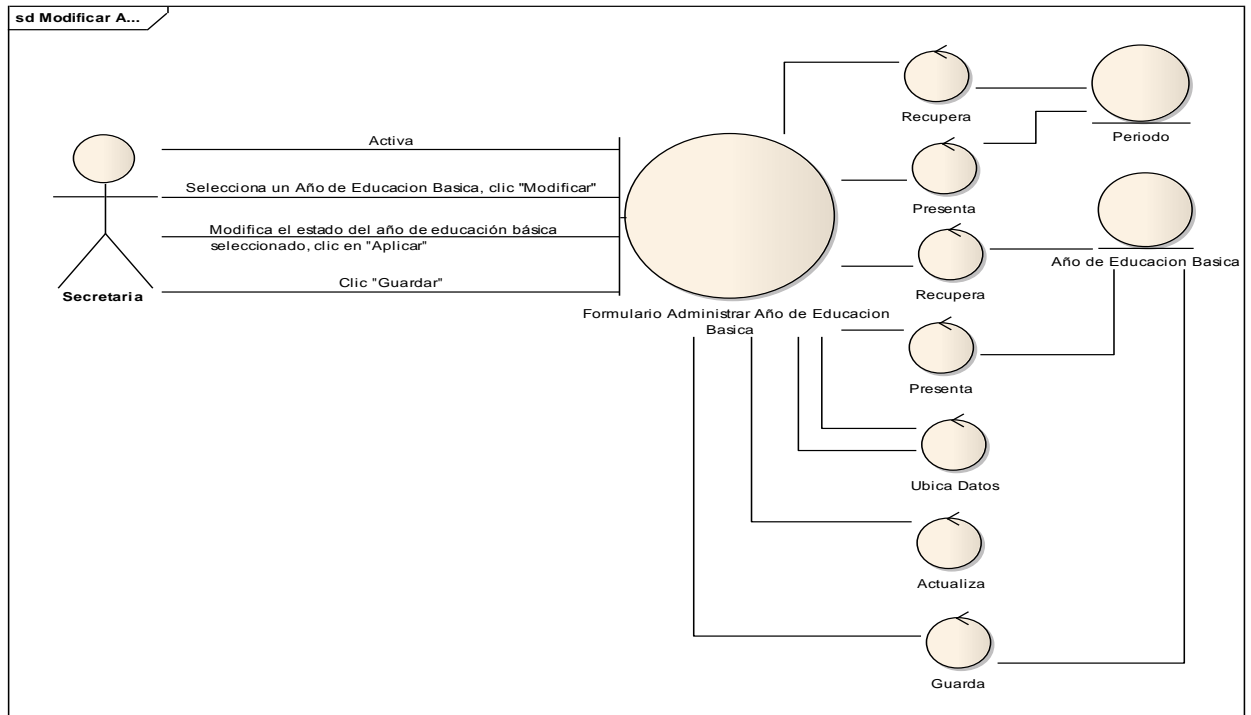 sd Modificar A...
Activa
Selecciona un Año de Educacion Basica, clic "Modificar"
Modifica el estado del año de educación básica
seleccionado, clic en "Aplicar"
Clic "Guardar"
Secretaria
Formulario Administrar Año de Educacion
Basica
Recupera
Periodo
Presenta
Recupera
Año de Educacion Basica
Presenta
Ubica Datos
Actualiza
Guarda